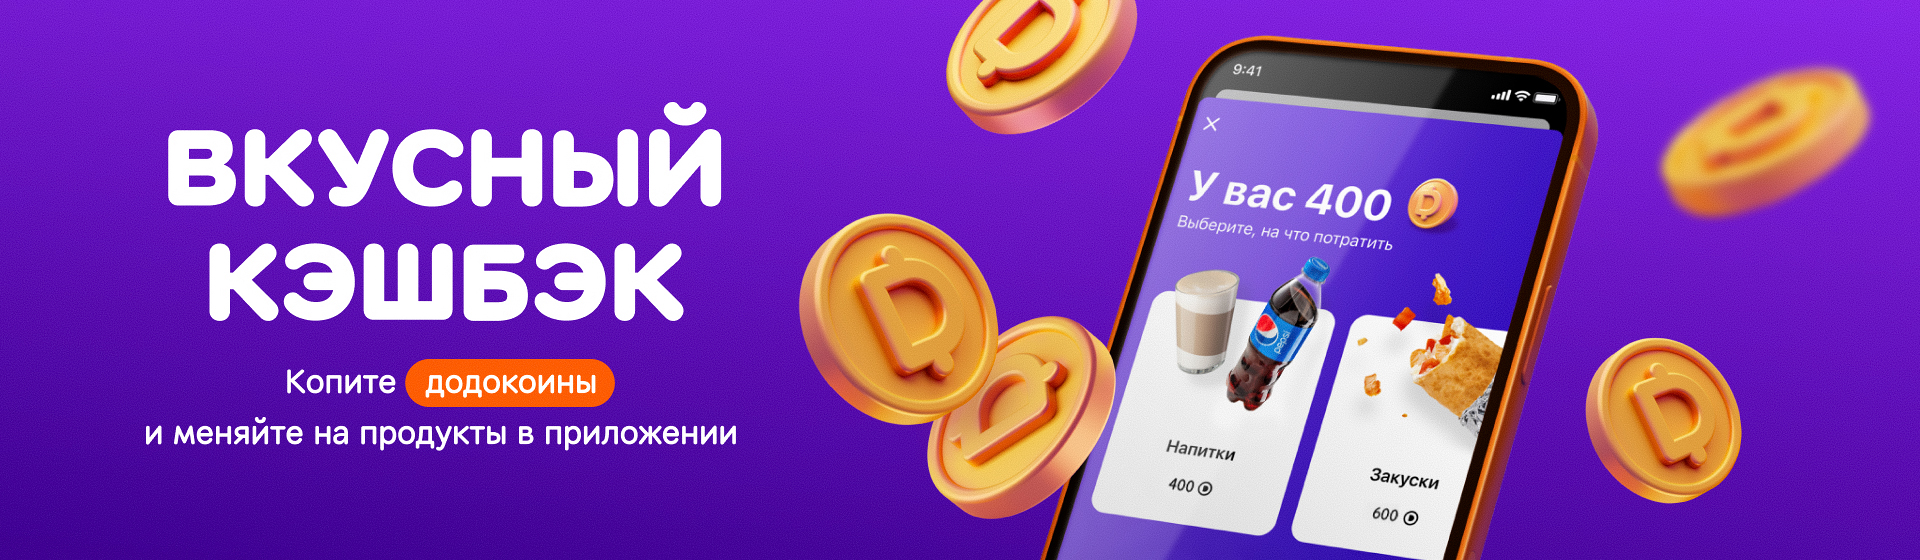 ВКУСНЫЙ
КЭШБЭК
Копите додокоины
и меняйте на продукты в приложении
9:41
У вас 400
Выберите, на что потратить
pepsi
Напитки
400
Закуски
600